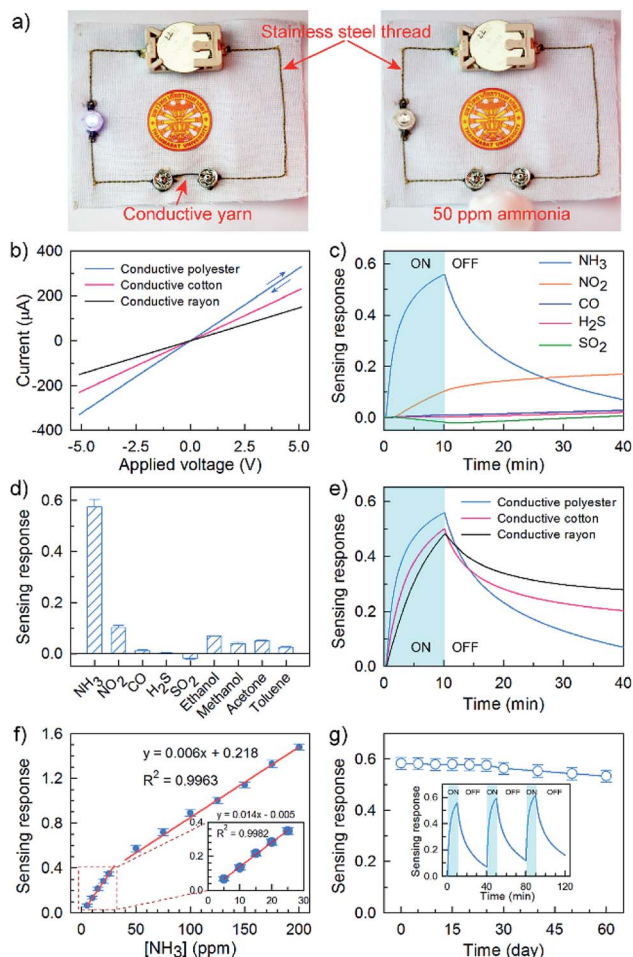 a)
Stainless steel thread
Conductive yarn
50 ppm ammonia
b)
400
200
0
-200
-400
Current (µA)
Conductive polyester
Conductive cotton
Conductive rayon
-5.0 -2.5 0.0 2.5 5.0
Applied voltage (V)
c)
0.6
0.4
0.2
0.0
Sensing response
ON OFF
NH3
NO2
CO
H2S
SO2
0 10 20 30 40
Time (min)
d)
0.6
0.4
0.2
0.0
Sensing response
NH3
NO2
CO
H2S
SO2
Ethanol
Methanol
Acetone
Toluene
e)
0.6
0.4
0.2
0.0
Sensing response
Conductive polyester
Conductive cotton
Conductive rayon
ON OFF
0 10 20 30 40
Time (min)
f)
1.6
1.2
0.8
0.4
0.0
Sensing response
y = 0.006x + 0.218
R2 = 0.9963
y = 0.014x - 0.005
R2 = 0.9982
0.4
0.2
0.0
0 10 20 30
0 50 100 150 200
[NH3] (ppm)
g)
0.8
0.6
0.4
0.2
0.0
Sensing response
ON OFF ON OFF ON OFF
0.6
0.4
0.2
0.0
0 40 80 120
0 10 20 30 40 50 60
Time (day)